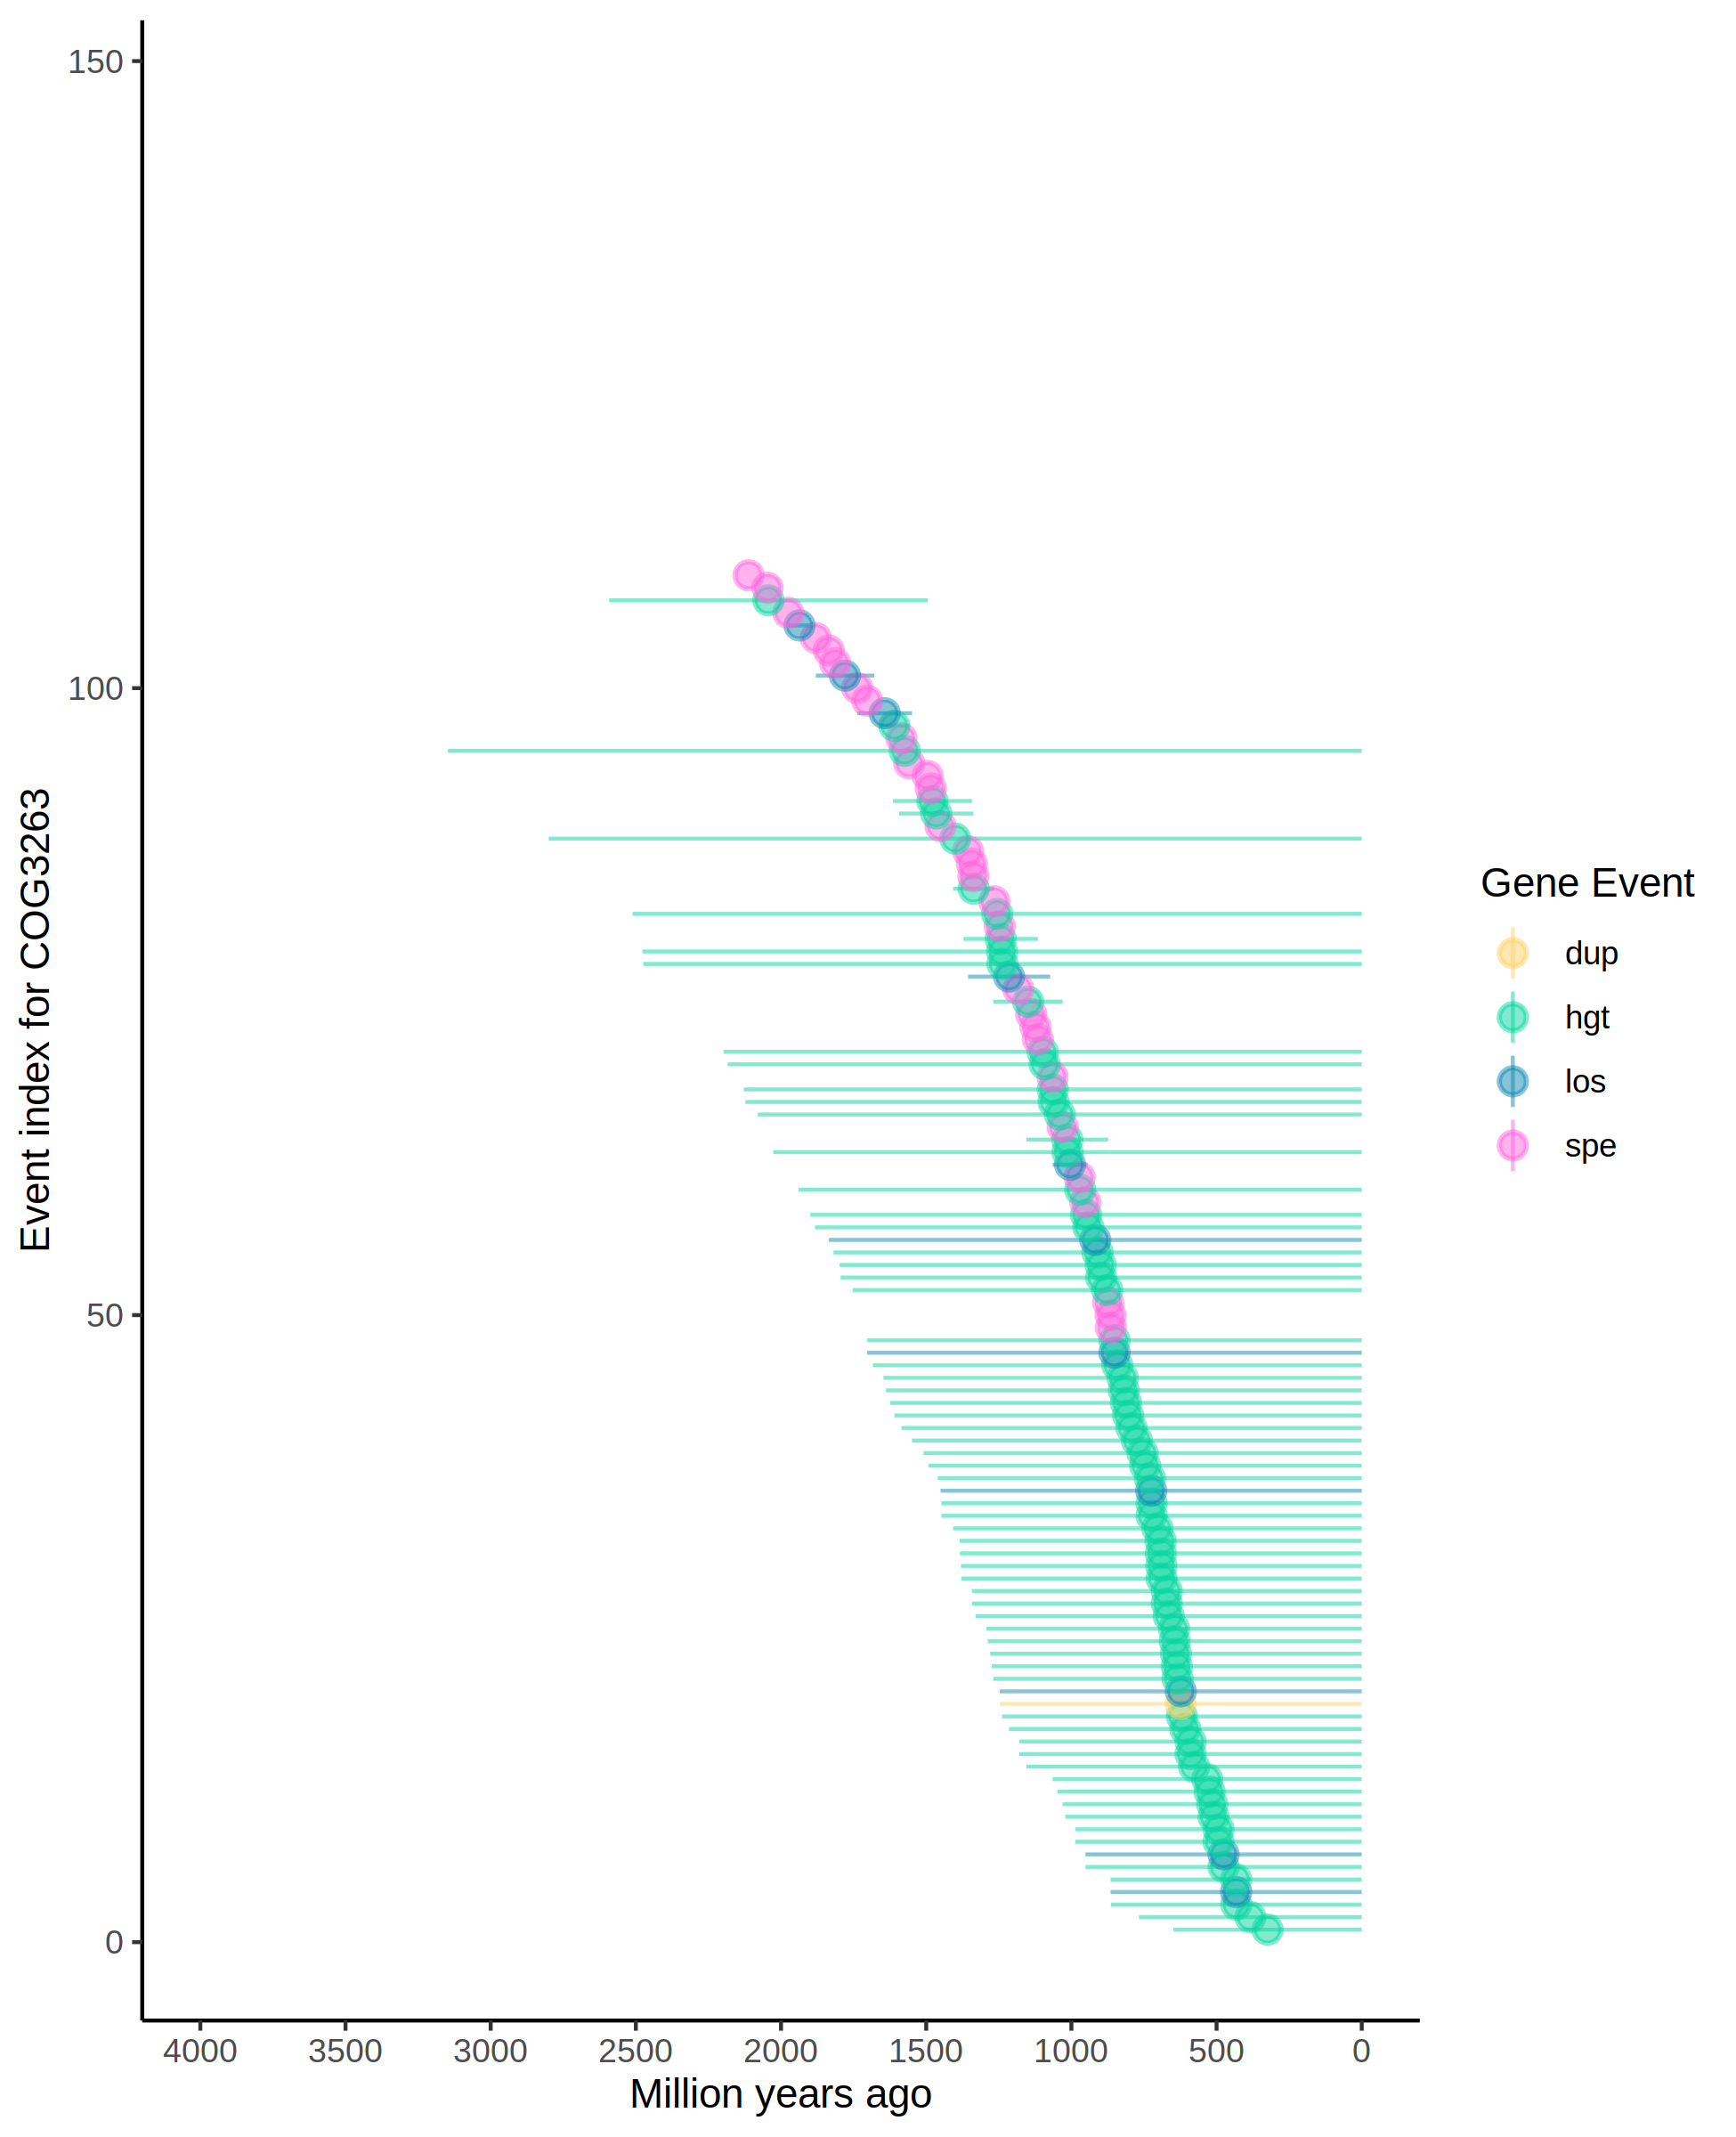 150
100
50
0
Event index for COG3263
4000 3500 3000 2500 2000 1500 1000 500 0
Million years ago
Gene Event
dup
hgt
los
spe